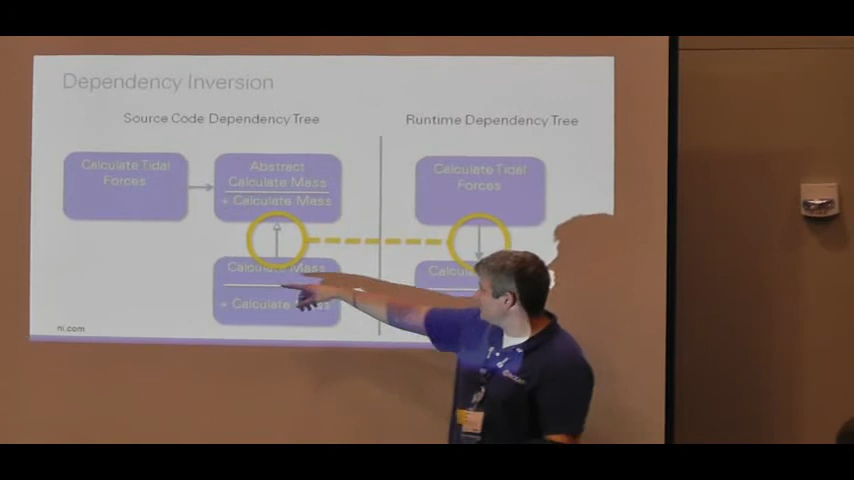 Dependency Inversion
Source Code Dependency Tree
Runtime Dependency Tree
Calculate Tidal
Forces
Abstract
Calculate Mass
+ Calculate Mass
Calculate Tidal
Forces
Calculate Mass
+ Calculate
ni.com